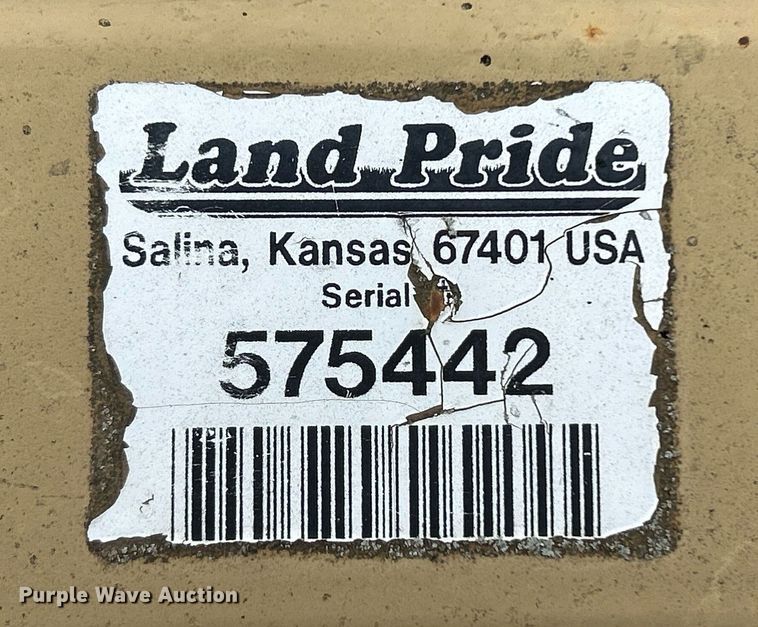 Land Pride
Salina, Kansas 67401 USA
Serial
575442
Purple Wave Auction